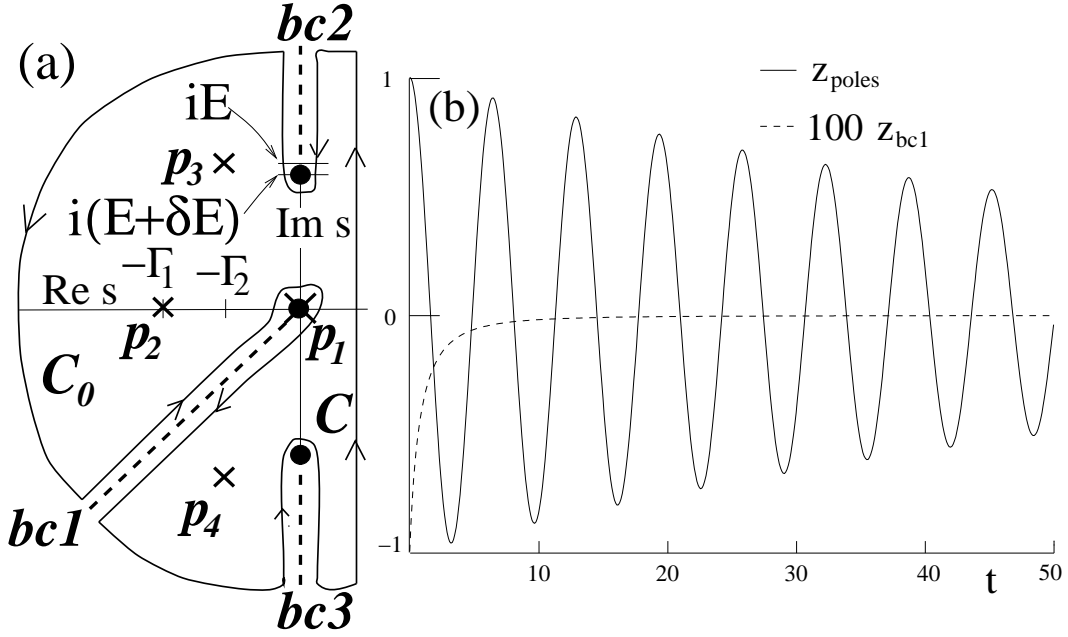 (a)
bc2
iE
p3
i(E+δE)
Im s
−Γ1
−Γ2
Re s
p2
p1
C0
C
bc1
p4
bc3
(b)
zpoles
100 zbc1
1
0
−1
10
20
30
40
50
t